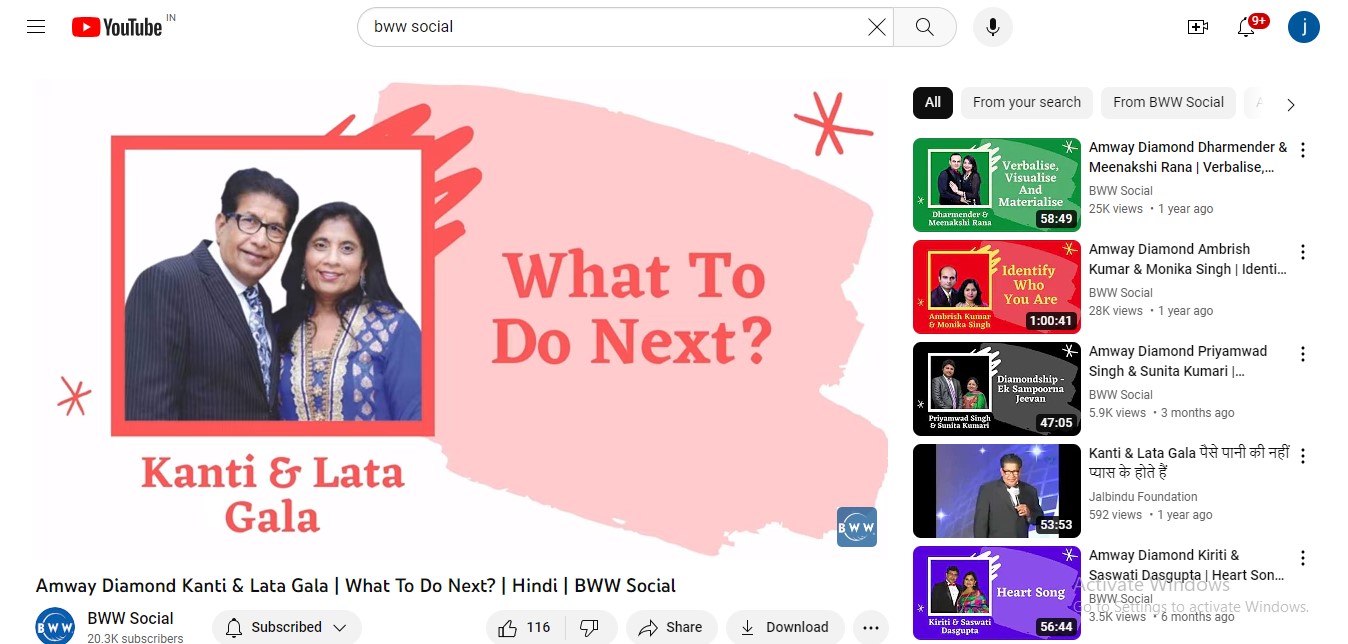 YouTube IN
bww social
9+
j
What To
Do Next?
Kanti & Lata
Gala
BWW
Amway Diamond Kanti & Lata Gala | What To Do Next? | Hindi | BWW Social
BWW
BWW Social
20.3K subscribers
Subscribed
116
Share
Download
All
From your search
From BWW Social
Verbalise,
Visualise
And
Materialise
Dharmender &
Meenakshi Rana
58:49
Amway Diamond Dharmender &
Meenakshi Rana | Verbalise,...
BWW Social
25K views • 1 year ago
Identify
Who
You Are
Ambrish Kumar
& Monika Singh
1:00:41
Amway Diamond Ambrish
Kumar & Monika Singh | Identi...
BWW Social
28K views • 1 year ago
Diamondship -
Ek Sampoorna
Jeevan
Priyamwad Singh
& Sunita Kumari
47:05
Amway Diamond Priyamwad
Singh & Sunita Kumari |...
BWW Social
5.9K views • 3 months ago
53:53
Kanti & Lata Gala पैसे पानी की नहीं
प्यास के होते हैं
Jalbindu Foundation
592 views • 1 year ago
Heart Song
Kiriti & Saswati
Dasgupta
56:44
Amway Diamond Kiriti &
Saswati Dasgupta | Heart Son...
BWW Social
3.5K views • 6 months ago
Activate Windows
Go to Settings to activate Windows.